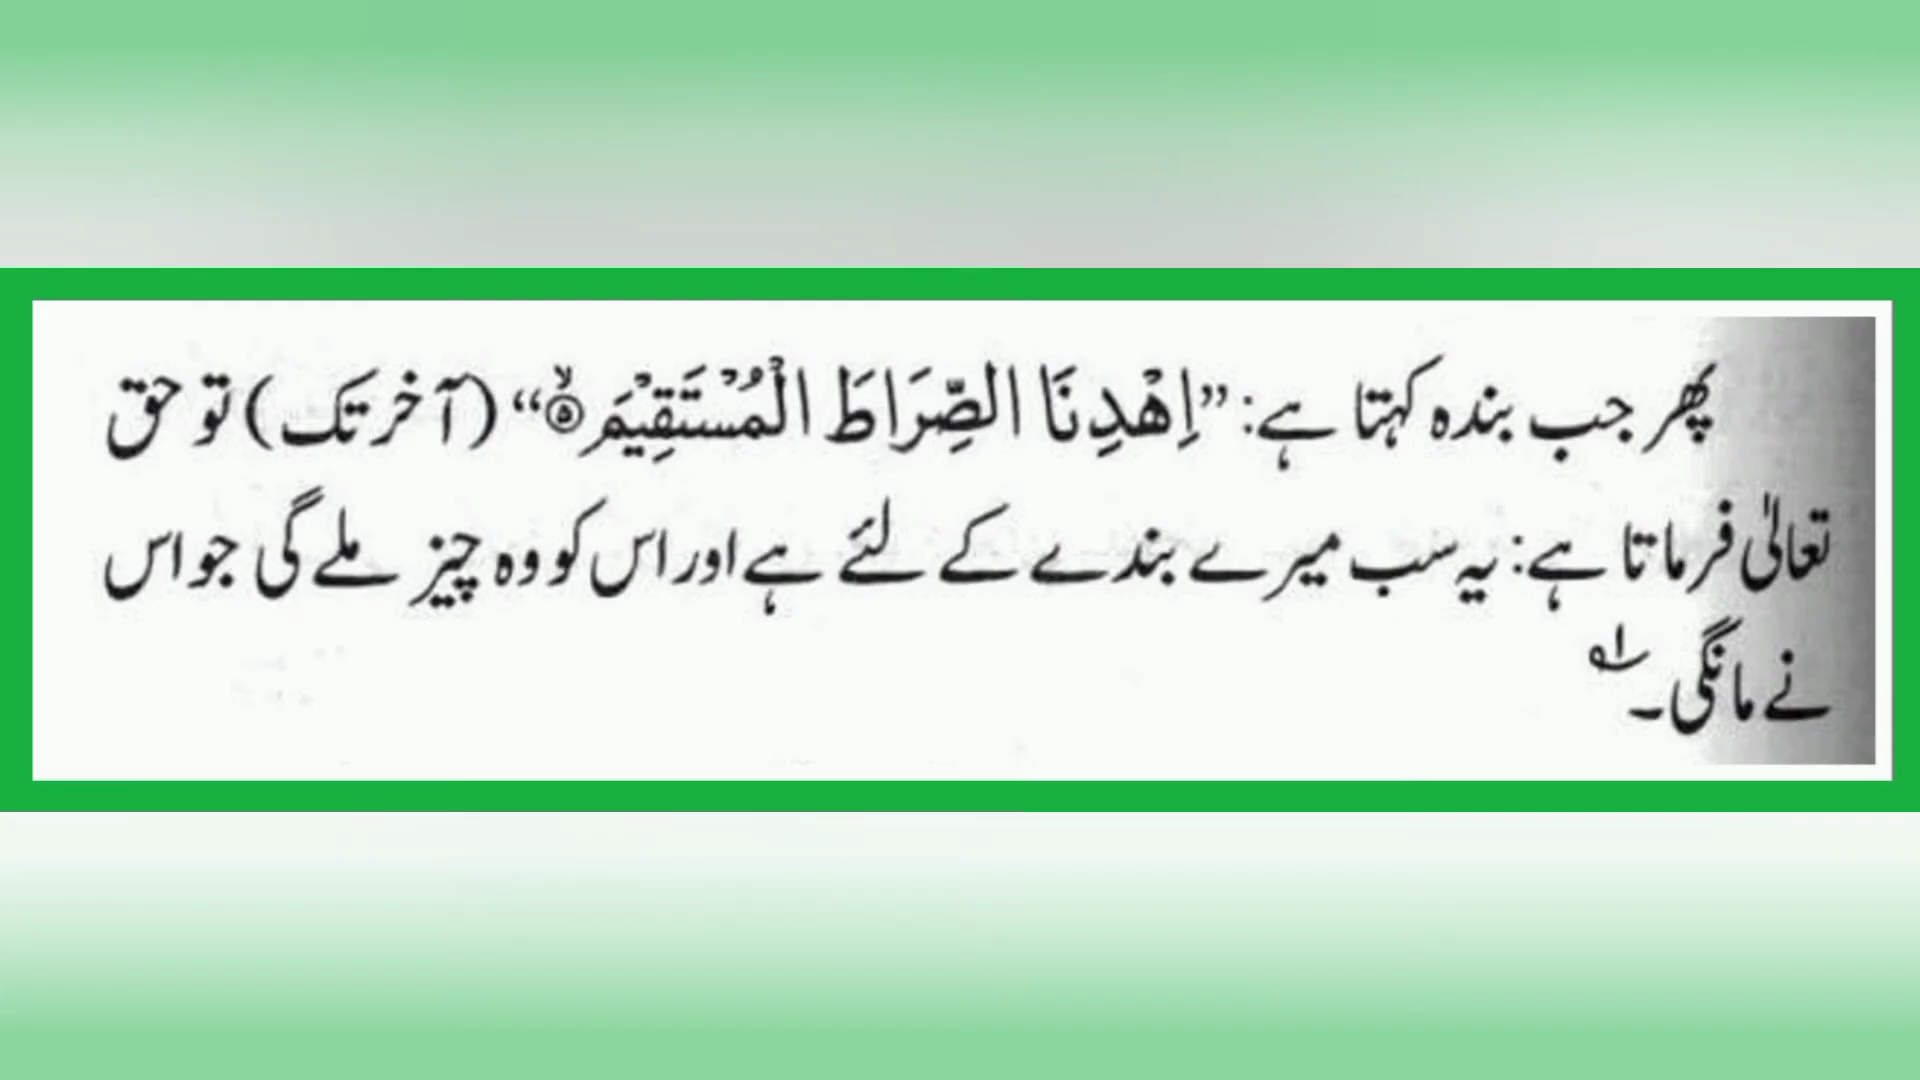 پھر جب بندہ کہتا ہے: ”اِهْدِنَا الصِّرَاطَ الْمُسْتَقِيْمَ ۙ۵“ (آخر تک) تو حق
تعالیٰ فرماتا ہے: یہ سب میرے بندے کے لئے ہے اور اس کو وہ چیز ملے گی جو اس
نے مانگی۔ ؎۱